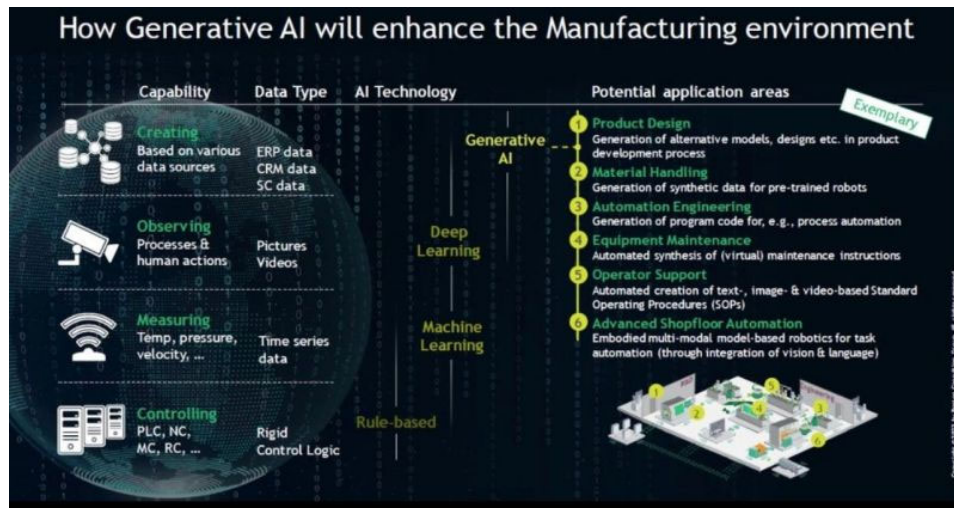 How Generative AI will enhance the Manufacturing environment
Capability
Data Type
AI Technology
Potential application areas
Exemplary
Creating
Based on various
data sources
ERP data
CRM data
SC data
Generative
AI
Observing
Processes &
human actions
Pictures
Videos
Deep
Learning
Measuring
Temp, pressure,
velocity, ...
Time series
data
Machine
Learning
Controlling
PLC, NC,
MC, RC, ...
Rigid
Control Logic
Rule-based
1 Product Design
Generation of alternative models, designs etc. in product
development process
2 Material Handling
Generation of synthetic data for pre-trained robots
3 Automation Engineering
Generation of program code for, e.g., process automation
4 Equipment Maintenance
Automated synthesis of (virtual) maintenance instructions
5 Operator Support
Automated creation of text-, image- & video-based Standard
Operating Procedures (SOPs)
6 Advanced Shopfloor Automation
Embodied multi-modal model-based robotics for task
automation (through integration of vision & language)
1
2
3
4
5
6